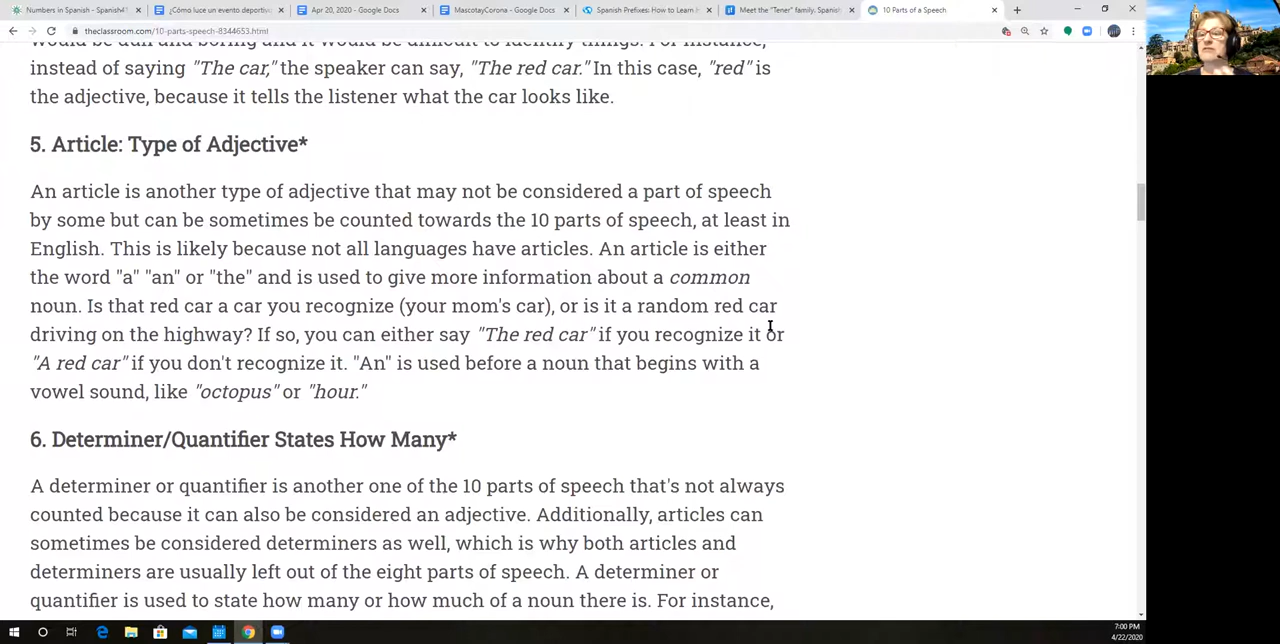 Numbers in Spanish - Spanish4
¿Cómo luce un evento deportiv
Apr 20, 2020 - Google Docs
MascotayCorona - Google Docs
Spanish Prefixes: How to Learn
Meet the "Tener" family. Spanish
10 Parts of a Speech
theclassroom.com/10-parts-speech-8344653.html
would be dull and boring and it would be difficult to identify things. For instance,
instead of saying "The car," the speaker can say, "The red car." In this case, "red" is
the adjective, because it tells the listener what the car looks like.
5. Article: Type of Adjective*
An article is another type of adjective that may not be considered a part of speech
by some but can be sometimes be counted towards the 10 parts of speech, at least in
English. This is likely because not all languages have articles. An article is either
the word "a" "an" or "the" and is used to give more information about a common
noun. Is that red car a car you recognize (your mom's car), or is it a random red car
driving on the highway? If so, you can either say "The red car" if you recognize it or
"A red car" if you don't recognize it. "An" is used before a noun that begins with a
vowel sound, like "octopus" or "hour."
6. Determiner/Quantifier States How Many*
A determiner or quantifier is another one of the 10 parts of speech that's not always
counted because it can also be considered an adjective. Additionally, articles can
sometimes be considered determiners as well, which is why both articles and
determiners are usually left out of the eight parts of speech. A determiner or
quantifier is used to state how many or how much of a noun there is. For instance,
7:00 PM
4/22/2020